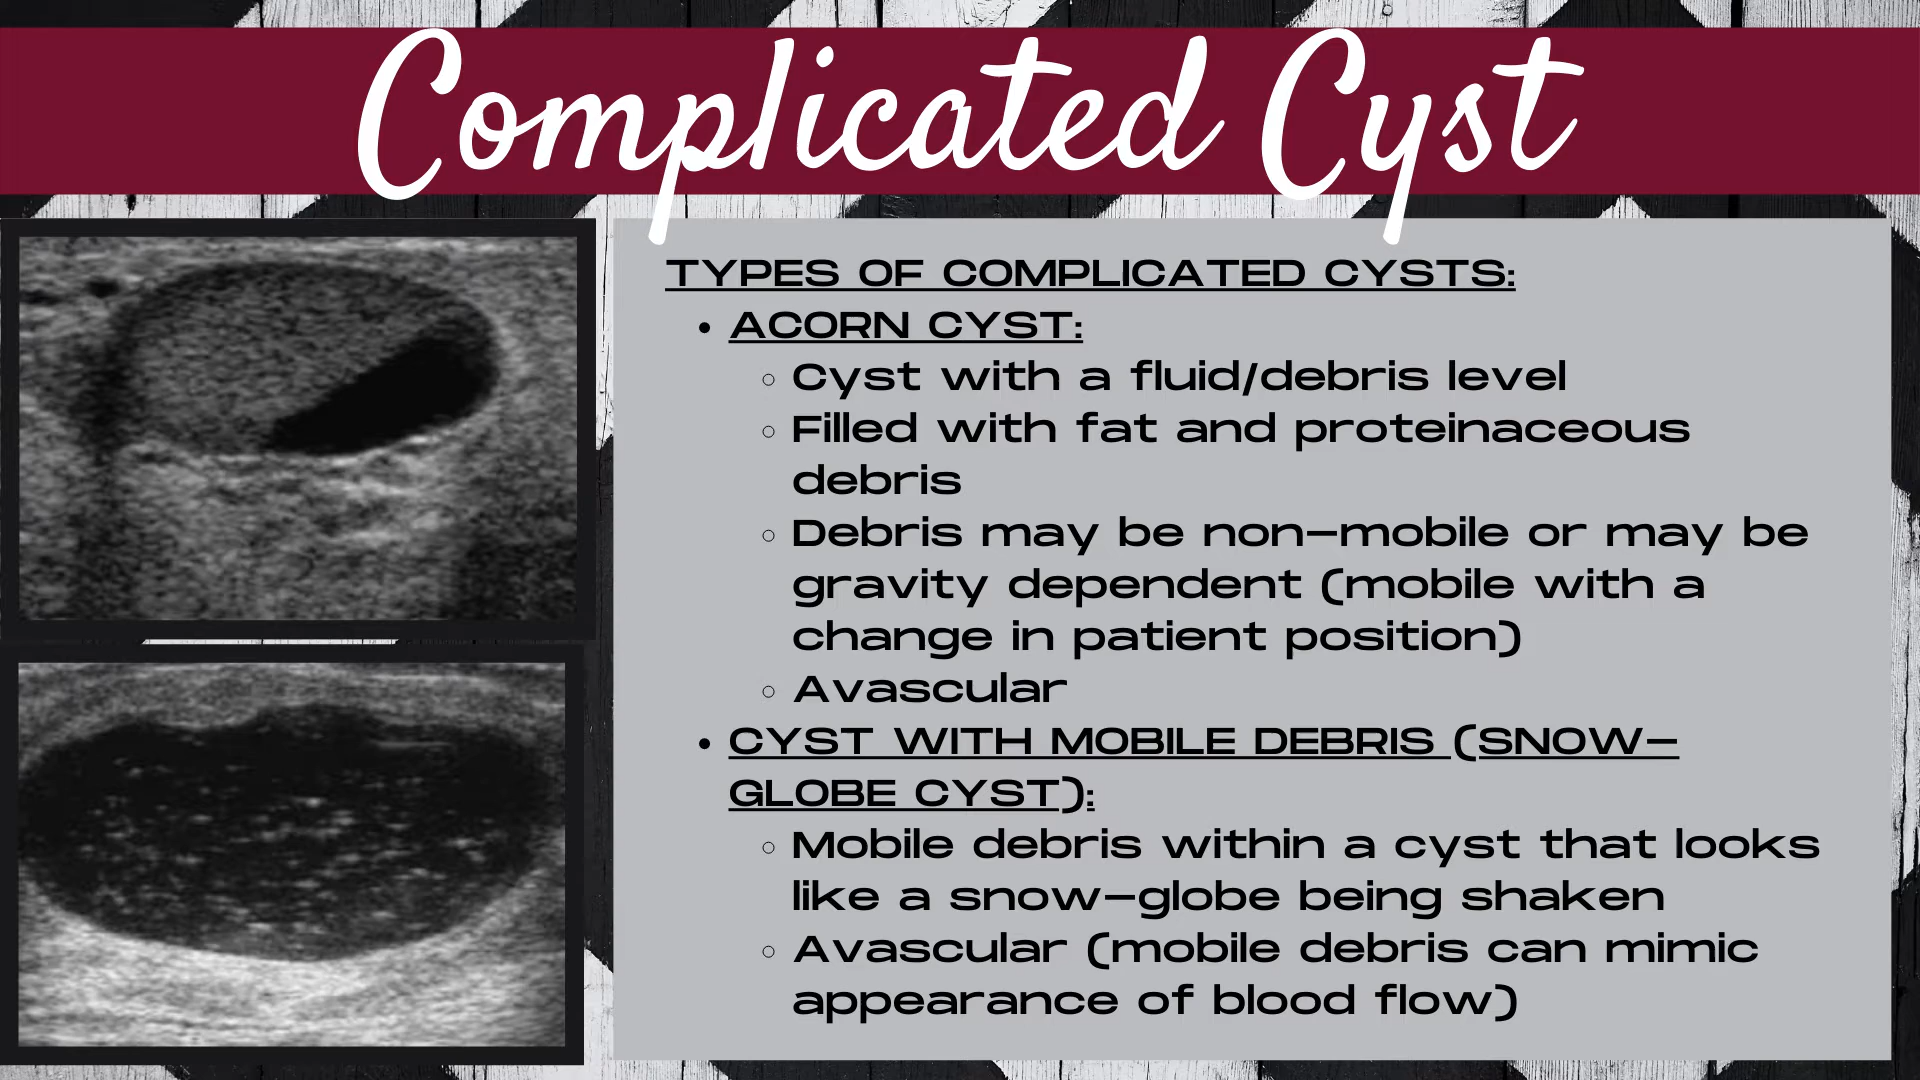 Complicated Cyst
TYPES OF COMPLICATED CYSTS:
• ACORN CYST:
◦ Cyst with a fluid/debris level
◦ Filled with fat and proteinaceous
debris
◦ Debris may be non-mobile or may be
gravity dependent (mobile with a
change in patient position)
◦ Avascular
• CYST WITH MOBILE DEBRIS (SNOW-
GLOBE CYST):
◦ Mobile debris within a cyst that looks
like a snow-globe being shaken
◦ Avascular (mobile debris can mimic
appearance of blood flow)